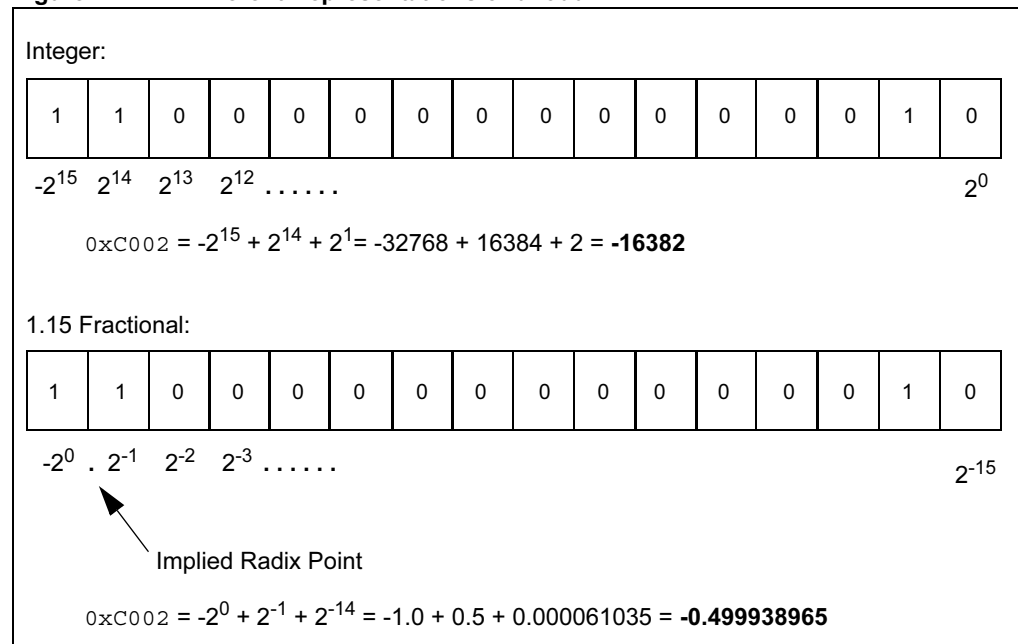 Integer:
1 1 0 0 0 0 0 0 0 0 0 0 0 0 1 0
-2^15 2^14 2^13 2^12 ...... 2^0
0xC002 = -2^15 + 2^14 + 2^1= -32768 + 16384 + 2 = -16382
1.15 Fractional:
1 1 0 0 0 0 0 0 0 0 0 0 0 0 1 0
-2^0 . 2^-1 2^-2 2^-3 ...... 2^-15
Implied Radix Point
0xC002 = -2^0 + 2^-1 + 2^-14 = -1.0 + 0.5 + 0.000061035 = -0.499938965